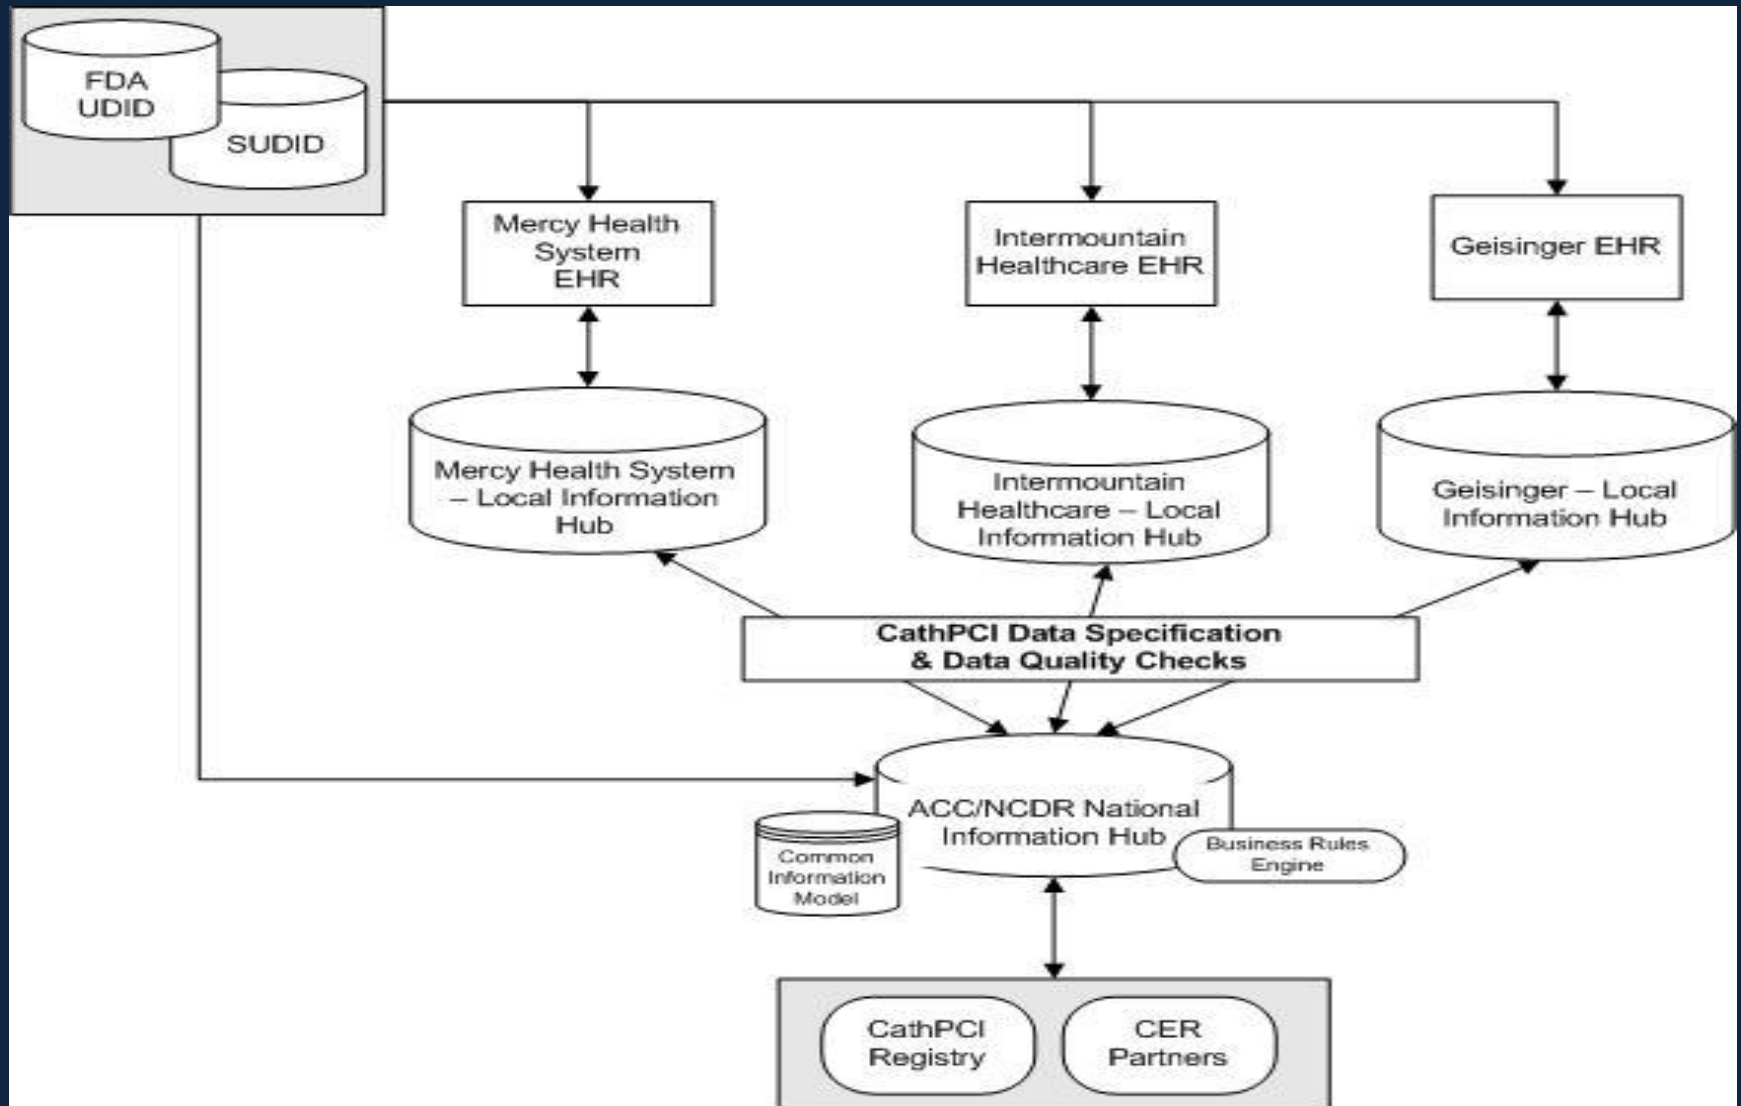 FDA
UDID
SUDID
Mercy Health
System
EHR
Intermountain
Healthcare EHR
Geisinger EHR
Mercy Health System
– Local Information
Hub
Intermountain
Healthcare – Local
Information Hub
Geisinger – Local
Information Hub
CathPCI Data Specification
& Data Quality Checks
ACC/NCDR National
Information Hub
Common
Information
Model
Business Rules
Engine
CathPCI
Registry
CER
Partners